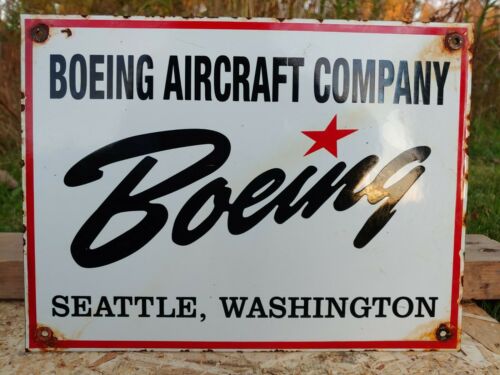 BOEING AIRCRAFT COMPANY
Boeing
SEATTLE, WASHINGTON